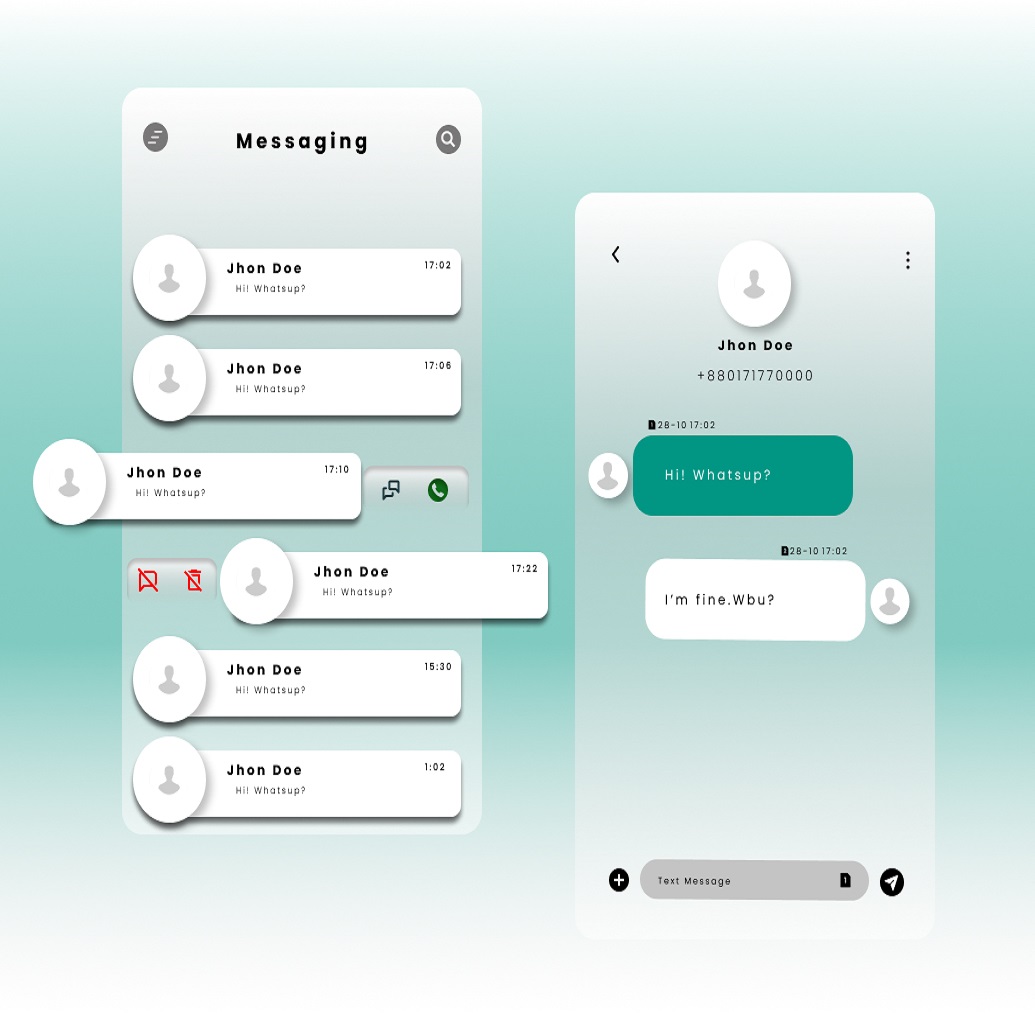 Messaging
Jhon Doe
17:02
Hi! Whatsup?
Jhon Doe
17:06
Hi! Whatsup?
Jhon Doe
17:10
Hi! Whatsup?
Jhon Doe
17:22
Hi! Whatsup?
Jhon Doe
15:30
Hi! Whatsup?
Jhon Doe
1:02
Hi! Whatsup?
Jhon Doe
+880171770000
28-10 17:02
Hi! Whatsup?
28-10 17:02
I'm fine.Wbu?
Text Message
1